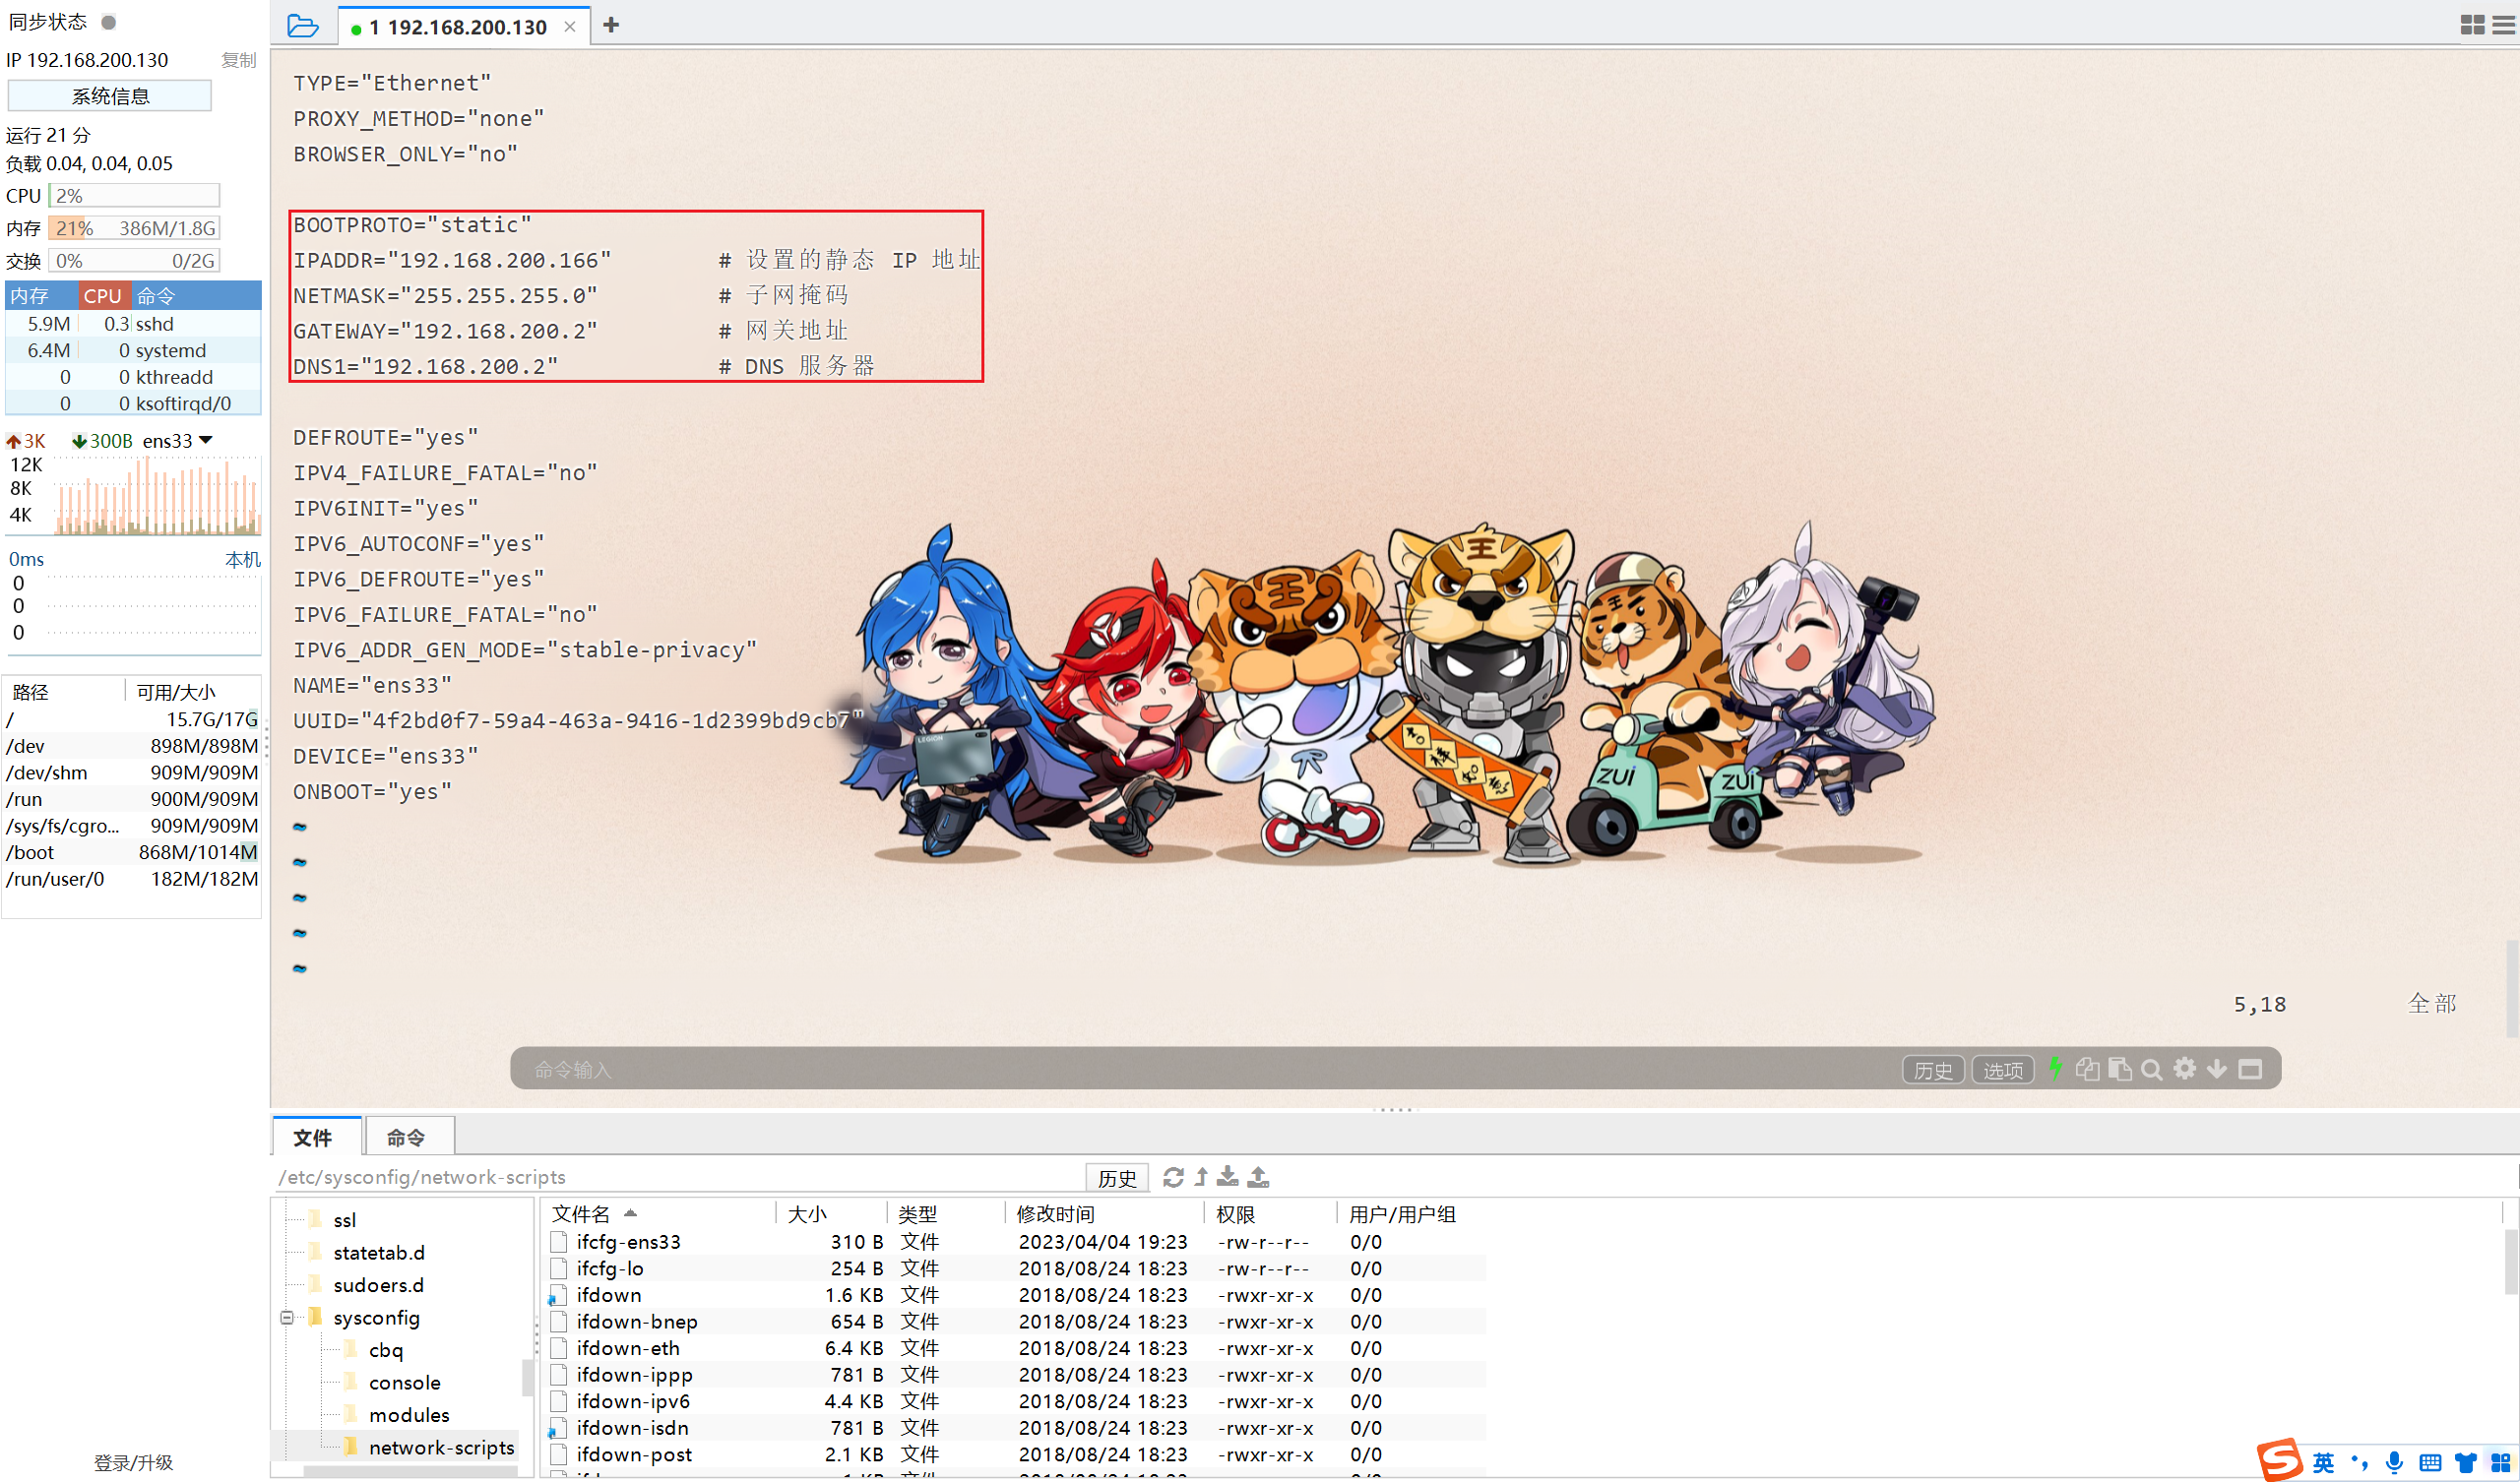 同步状态
IP 192.168.200.130 复制
系统信息
运行 21 分
负载 0.04, 0.04, 0.05
CPU 2%
内存 21% 386M/1.8G
交换 0% 0/2G
内存 CPU 命令
5.9M 0.3 sshd
6.4M 0 systemd
0 0 kthreadd
0 0 ksoftirqd/0
3K 300B ens33
12K
8K
4K
0ms 本机
0
0
0
路径 可用/大小
/ 15.7G/17G
/dev 898M/898M
/dev/shm 909M/909M
/run 900M/909M
/sys/fs/cgro... 909M/909M
/boot 868M/1014M
/run/user/0 182M/182M
登录/升级
1 192.168.200.130
TYPE="Ethernet"
PROXY_METHOD="none"
BROWSER_ONLY="no"
BOOTPROTO="static"
IPADDR="192.168.200.166" # 设置的静态 IP 地址
NETMASK="255.255.255.0" # 子网掩码
GATEWAY="192.168.200.2" # 网关地址
DNS1="192.168.200.2" # DNS 服务器
DEFROUTE="yes"
IPV4_FAILURE_FATAL="no"
IPV6INIT="yes"
IPV6_AUTOCONF="yes"
IPV6_DEFROUTE="yes"
IPV6_FAILURE_FATAL="no"
IPV6_ADDR_GEN_MODE="stable-privacy"
NAME="ens33"
UUID="4f2bd0f7-59a4-463a-9416-1d2399bd9cb7"
DEVICE="ens33"
ONBOOT="yes"
~
~
~
~
~
王
王
王
LEGION
ZUI
ZUI
5,18 全部
命令输入 历史 选项
文件 命令
/etc/sysconfig/network-scripts 历史
ssl
statetab.d
sudoers.d
sysconfig
cbq
console
modules
network-scripts
文件名 大小 类型 修改时间 权限 用户/用户组
ifcfg-ens33 310 B 文件 2023/04/04 19:23 -rw-r--r-- 0/0
ifcfg-lo 254 B 文件 2018/08/24 18:23 -rw-r--r-- 0/0
ifdown 1.6 KB 文件 2018/08/24 18:23 -rwxr-xr-x 0/0
ifdown-bnep 654 B 文件 2018/08/24 18:23 -rwxr-xr-x 0/0
ifdown-eth 6.4 KB 文件 2018/08/24 18:23 -rwxr-xr-x 0/0
ifdown-ippp 781 B 文件 2018/08/24 18:23 -rwxr-xr-x 0/0
ifdown-ipv6 4.4 KB 文件 2018/08/24 18:23 -rwxr-xr-x 0/0
ifdown-isdn 781 B 文件 2018/08/24 18:23 -rwxr-xr-x 0/0
ifdown-post 2.1 KB 文件 2018/08/24 18:23 -rwxr-xr-x 0/0
英